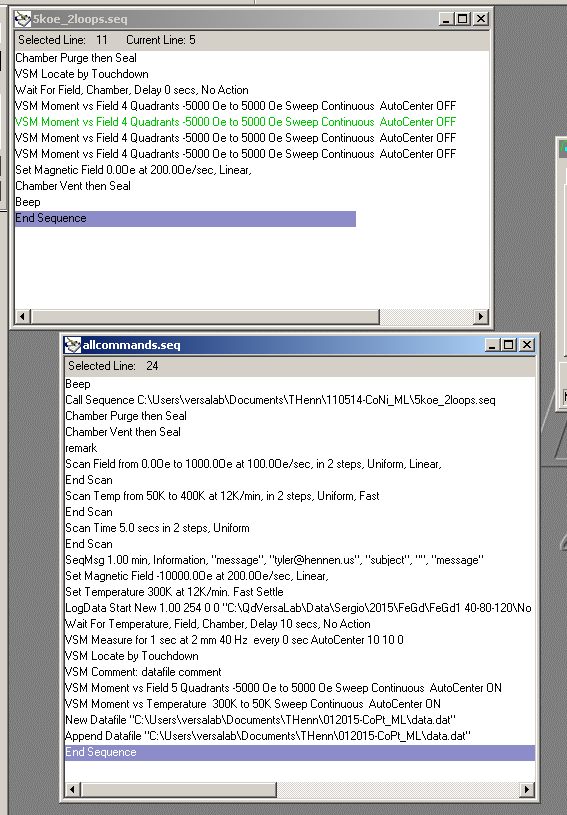 5koe_2loops.seq
Selected Line: 11 Current Line: 5
Chamber Purge then Seal
VSM Locate by Touchdown
Wait For Field, Chamber, Delay 0 secs, No Action
VSM Moment vs Field 4 Quadrants -5000 Oe to 5000 Oe Sweep Continuous AutoCenter OFF
VSM Moment vs Field 4 Quadrants -5000 Oe to 5000 Oe Sweep Continuous AutoCenter OFF
VSM Moment vs Field 4 Quadrants -5000 Oe to 5000 Oe Sweep Continuous AutoCenter OFF
VSM Moment vs Field 4 Quadrants -5000 Oe to 5000 Oe Sweep Continuous AutoCenter OFF
Set Magnetic Field 0.0Oe at 200.0Oe/sec, Linear,
Chamber Vent then Seal
Beep
End Sequence
allcommands.seq
Selected Line: 24
Beep
Call Sequence C:\Users\versalab\Documents\THenn\110514-CoNi_ML\5koe_2loops.seq
Chamber Purge then Seal
Chamber Vent then Seal
remark
Scan Field from 0.0Oe to 1000.0Oe at 100.0Oe/sec, in 2 steps, Uniform, Linear,
End Scan
Scan Temp from 50K to 400K at 12K/min, in 2 steps, Uniform, Fast
End Scan
Scan Time 5.0 secs in 2 steps, Uniform
End Scan
SeqMsg 1.00 min, Information, "message", "tyler@hennen.us", "subject", "", "message"
Set Magnetic Field -10000.0Oe at 200.0Oe/sec, Linear,
Set Temperature 300K at 12K/min. Fast Settle
LogData Start New 1.00 254 0 0 "C:\QdVersaLab\Data\Sergio\2015\FeGd\FeGd1 40-80-120\No
Wait For Temperature, Field, Chamber, Delay 10 secs, No Action
VSM Measure for 1 sec at 2 mm 40 Hz every 0 sec AutoCenter 10 10 0
VSM Locate by Touchdown
VSM Comment: datafile comment
VSM Moment vs Field 5 Quadrants -5000 Oe to 5000 Oe Sweep Continuous AutoCenter ON
VSM Moment vs Temperature 300K to 50K Sweep Continuous AutoCenter ON
New Datafile "C:\Users\versalab\Documents\THenn\012015-CoPt_ML\data.dat"
Append Datafile "C:\Users\versalab\Documents\THenn\012015-CoPt_ML\data.dat"
End Sequence